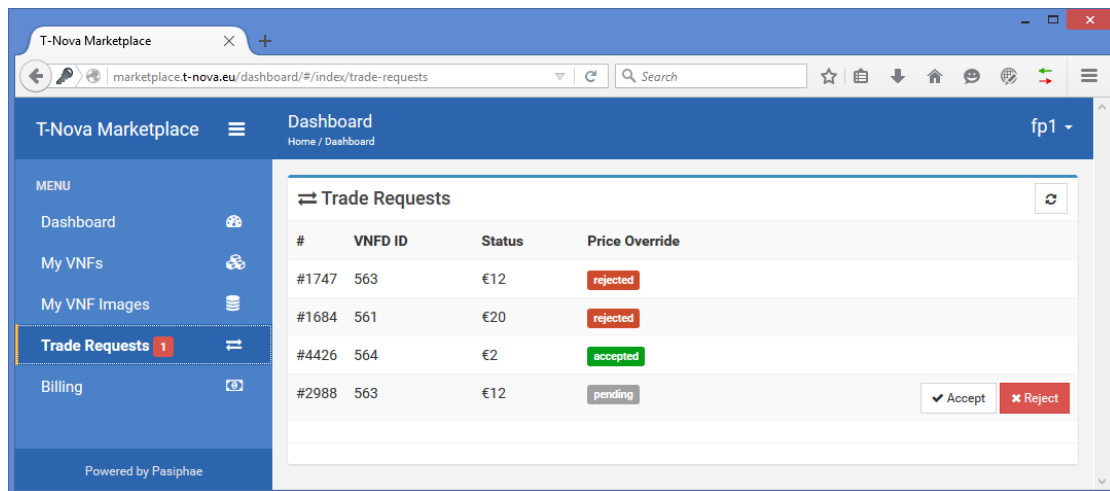 T-Nova Marketplace
marketplace.t-nova.eu/dashboard/#/index/trade-requests
Search
T-Nova Marketplace
Dashboard
Home / Dashboard
fp1
MENU
Dashboard
My VNFs
My VNF Images
Trade Requests 1
Billing
Powered by Pasiphae
Trade Requests
# VNFD ID Status Price Override
#1747 563 €12 rejected
#1684 561 €20 rejected
#4426 564 €2 accepted
#2988 563 €12 pending Accept Reject